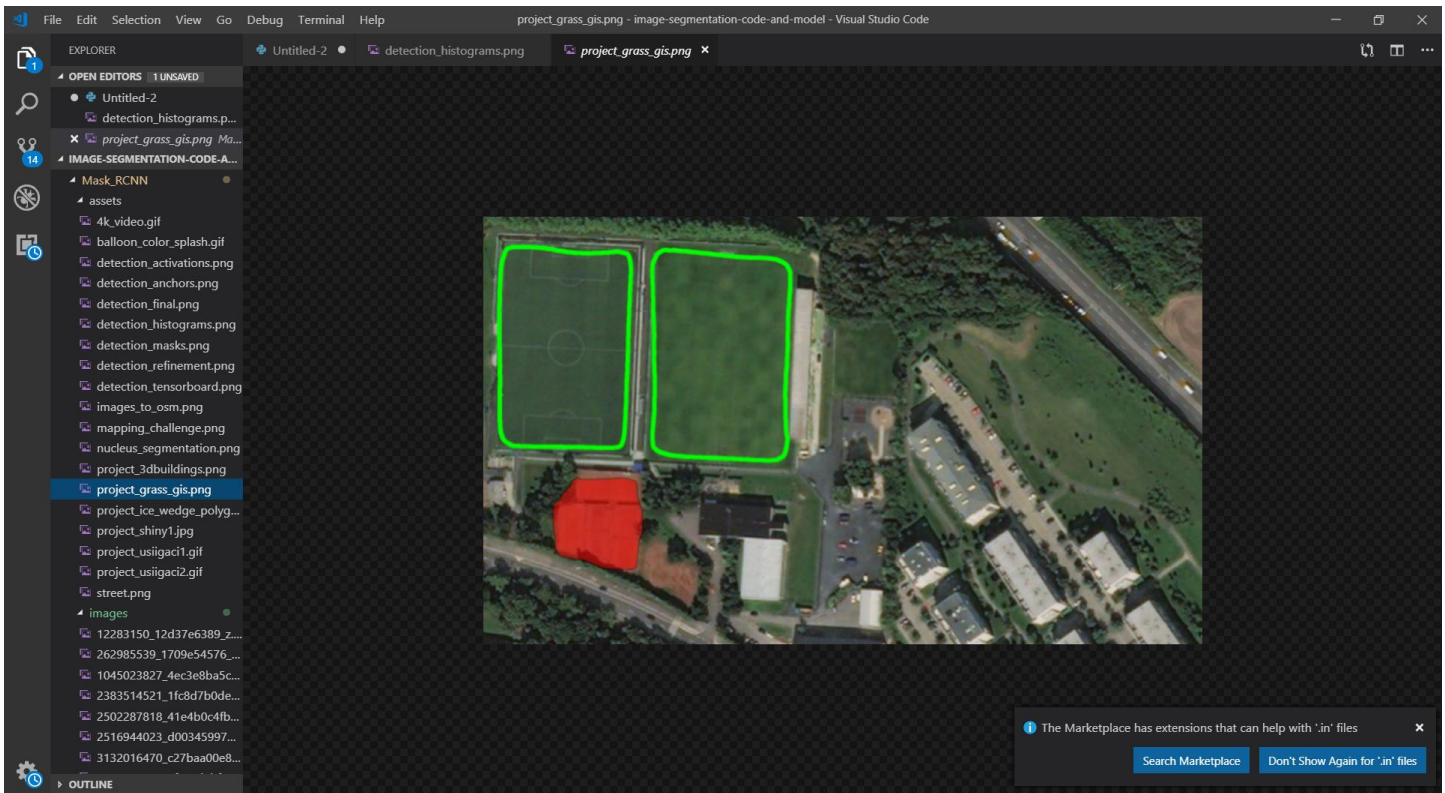 File Edit Selection View Go Debug Terminal Help project_grass_gis.png - image-segmentation-code-and-model - Visual Studio Code
EXPLORER
Untitled-2 detection_histograms.png project_grass_gis.png
1
OPEN EDITORS 1 UNSAVED
Untitled-2
detection_histograms.p...
project_grass_gis.png Ma...
14
IMAGE-SEGMENTATION-CODE-A...
Mask_RCNN
assets
4k_video.gif
balloon_color_splash.gif
detection_activations.png
detection_anchors.png
detection_final.png
detection_histograms.png
detection_masks.png
detection_refinement.png
detection_tensorboard.png
images_to_osm.png
mapping_challenge.png
nucleus_segmentation.png
project_3dbuildings.png
project_grass_gis.png
project_ice_wedge_polyg...
project_shiny1.jpg
project_usiigaci1.gif
project_usiigaci2.gif
street.png
images
12283150_12d37e6389_z....
262985539_1709e54576_...
1045023827_4ec3e8ba5c...
2383514521_1fc8d7b0de...
2502287818_41e4b0c4fb...
2516944023_d00345997...
3132016470_c27baa00e8...
OUTLINE
The Marketplace has extensions that can help with '.in' files
Search Marketplace Don't Show Again for '.in' files